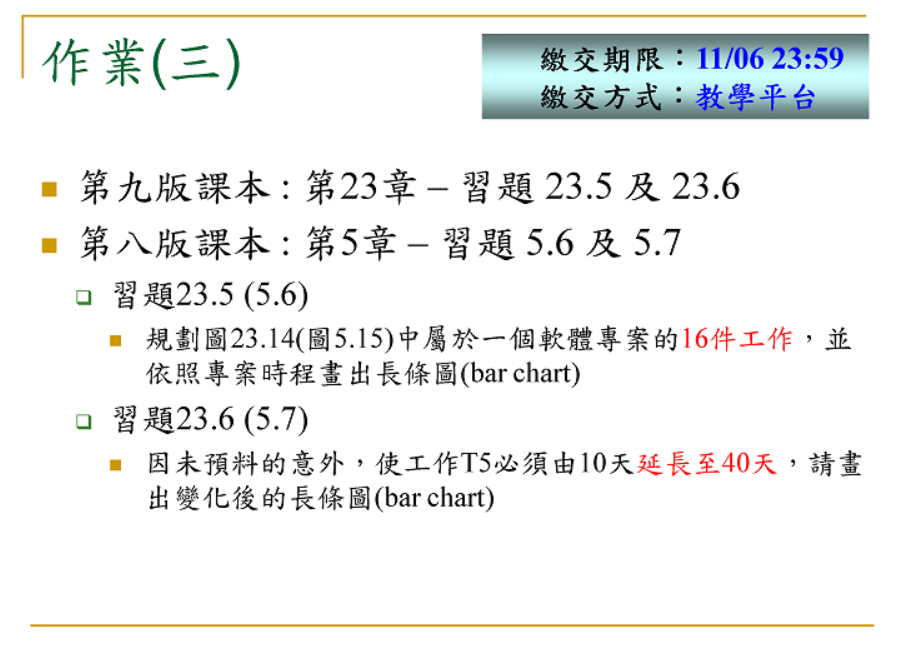 作業(三)
繳交期限：11/06 23:59
繳交方式：教學平台
第九版課本 : 第23章 – 習題 23.5 及 23.6
第八版課本 : 第5章 – 習題 5.6 及 5.7
習題23.5 (5.6)
規劃圖23.14(圖5.15)中屬於一個軟體專案的16件工作，並
依照專案時程畫出長條圖(bar chart)
習題23.6 (5.7)
因未預料的意外，使工作T5必須由10天延長至40天，請畫
出變化後的長條圖(bar chart)